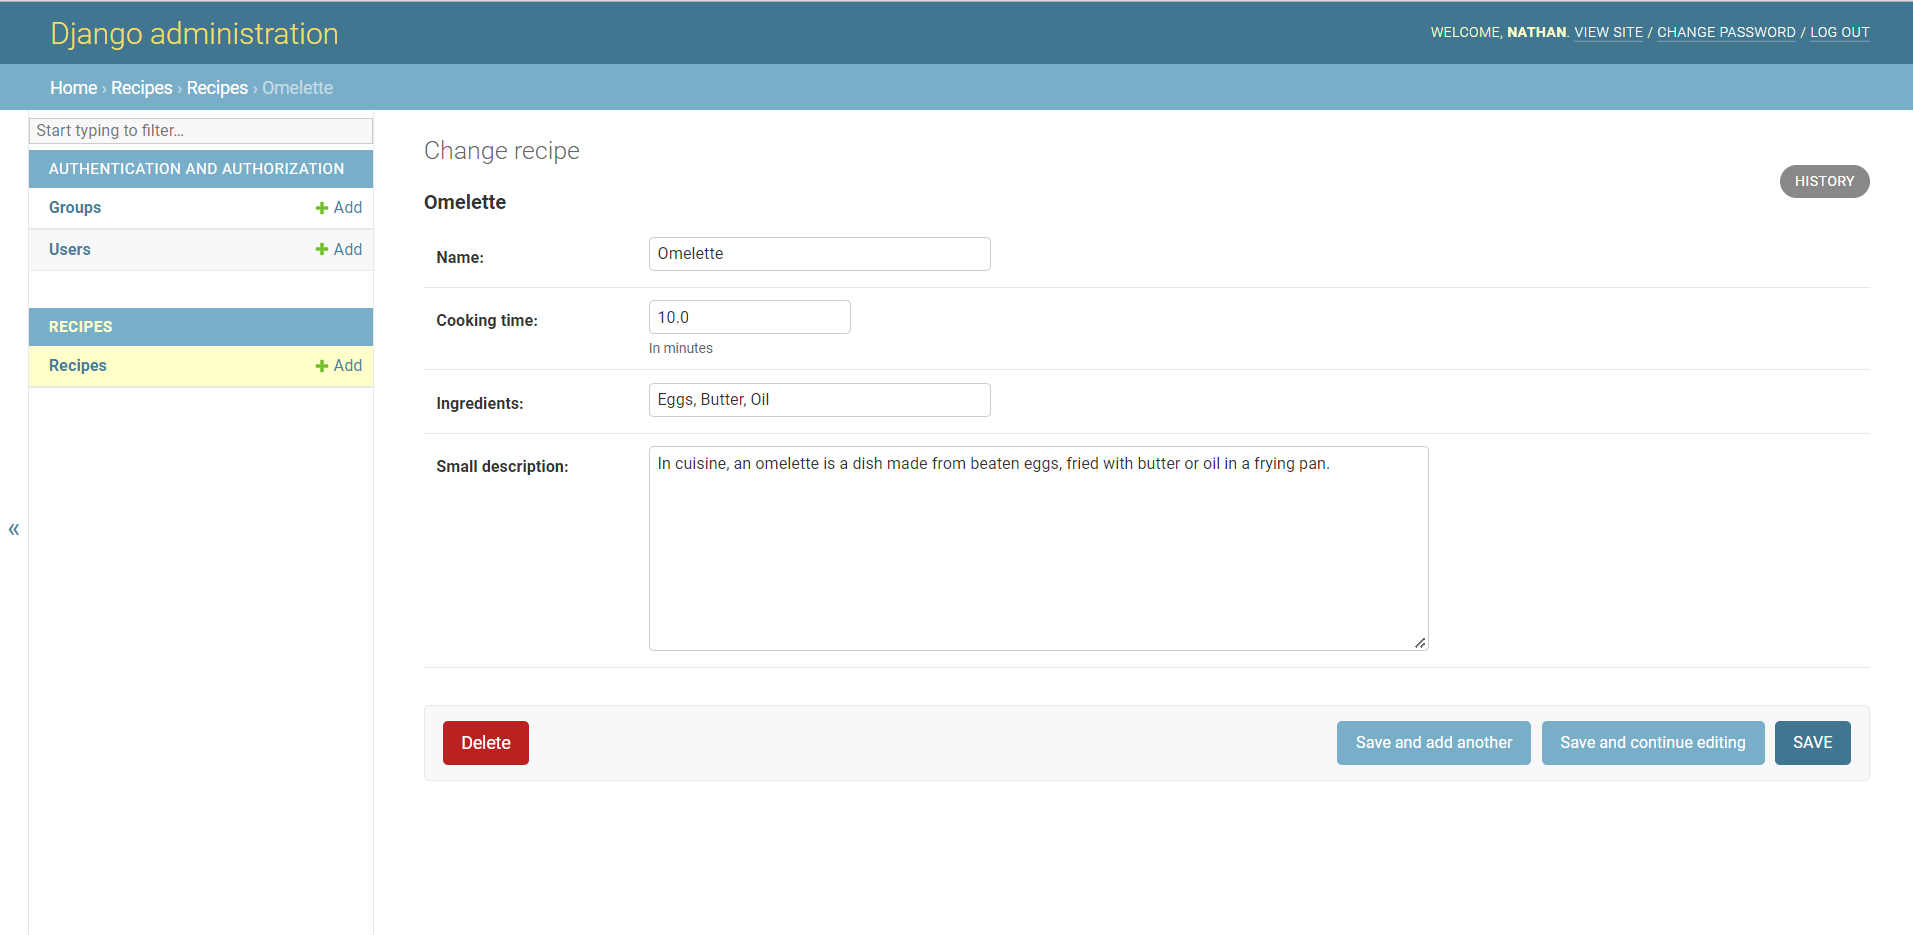 Django administration
WELCOME, NATHAN. VIEW SITE / CHANGE PASSWORD / LOG OUT
Home › Recipes › Recipes › Omelette
Start typing to filter...
AUTHENTICATION AND AUTHORIZATION
Groups Add
Users Add
RECIPES
Recipes Add
«
Change recipe
HISTORY
Omelette
Name: Omelette
Cooking time: 10.0
In minutes
Ingredients: Eggs, Butter, Oil
Small description: In cuisine, an omelette is a dish made from beaten eggs, fried with butter or oil in a frying pan.
Delete Save and add another Save and continue editing SAVE